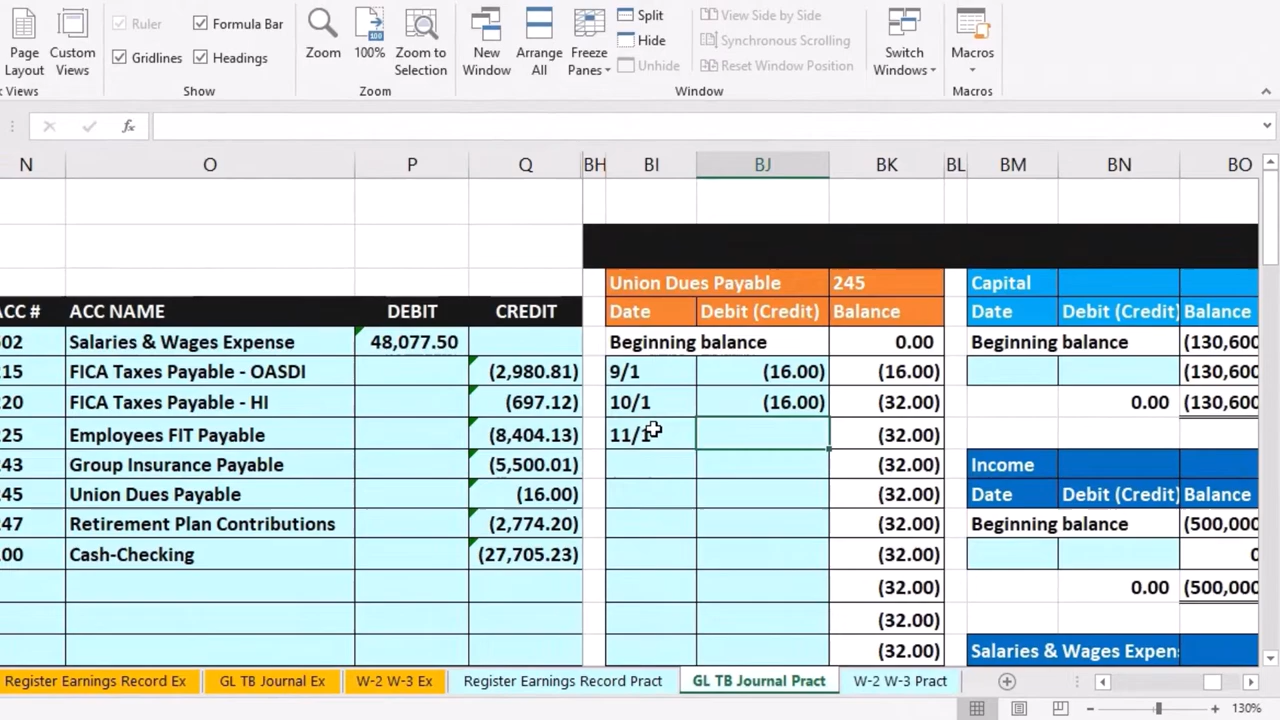 Ruler Formula Bar
Gridlines Headings
Page Layout
Custom Views
Views
Show
Zoom
100%
Zoom to Selection
Zoom
New Window
Arrange All
Freeze Panes
Split
Hide
Unhide
View Side by Side
Synchronous Scrolling
Reset Window Position
Window
Switch Windows
Macros
Macros
fx
N O P Q BH BI BJ BK BL BM BN BO
Union Dues Payable 245 Capital
ACC # ACC NAME DEBIT CREDIT Date Debit (Credit) Balance Date Debit (Credit) Balance
502 Salaries & Wages Expense 48,077.50 Beginning balance 0.00 Beginning balance (130,600
215 FICA Taxes Payable - OASDI (2,980.81) 9/1 (16.00) (16.00) (130,600
220 FICA Taxes Payable - HI (697.12) 10/1 (16.00) (32.00) 0.00 (130,600
225 Employees FIT Payable (8,404.13) 11/1 (32.00)
243 Group Insurance Payable (5,500.01) (32.00) Income
245 Union Dues Payable (16.00) (32.00) Date Debit (Credit) Balance
247 Retirement Plan Contributions (2,774.20) (32.00) Beginning balance (500,000
100 Cash-Checking (27,705.23) (32.00) 0
(32.00) 0.00 (500,000
(32.00)
(32.00) Salaries & Wages Expen
Register Earnings Record Ex GL TB Journal Ex W-2 W-3 Ex Register Earnings Record Pract GL TB Journal Pract W-2 W-3 Pract
130%